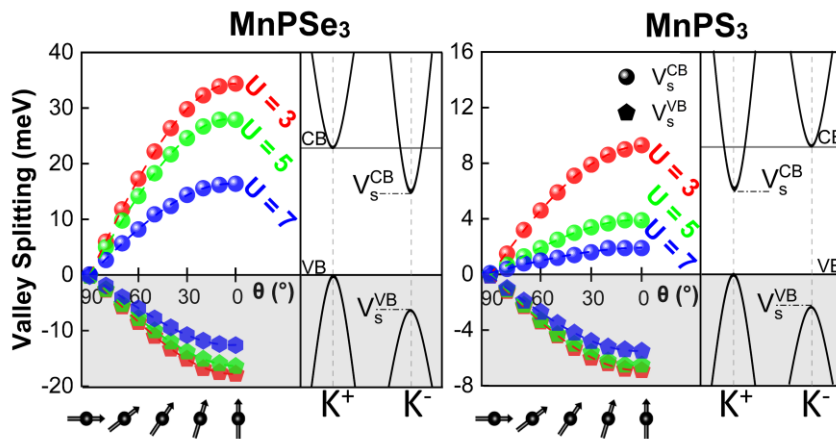 MnPSe₃
MnPS₃
Valley Splitting (meV)
40
30
20
10
0
-10
-20
90
60
30
0
θ (°)
U = 3
U = 5
U = 7
CB
VB
V_s^CB
V_s^VB
K⁺
K⁻
16
12
8
4
0
-4
-8
90
60
30
0
θ (°)
V_s^CB
V_s^VB
U = 3
U = 5
U = 7
CB
VB
V_s^CB
V_s^VB
K⁺
K⁻